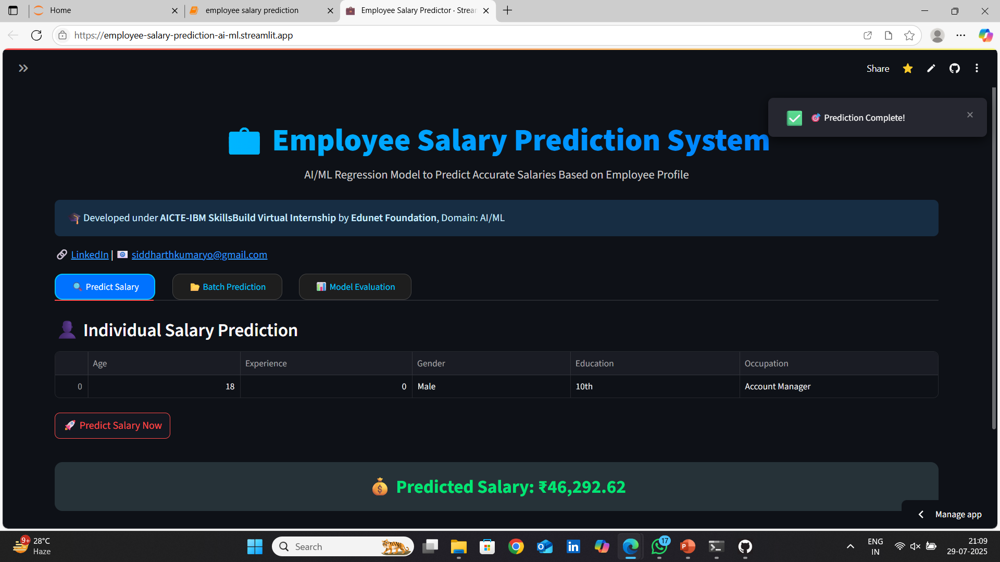 Home
employee salary prediction
Employee Salary Predictor · Strear
https://employee-salary-prediction-ai-ml.streamlit.app
Share
🎯 Prediction Complete!
Employee Salary Prediction System
AI/ML Regression Model to Predict Accurate Salaries Based on Employee Profile
Developed under AICTE-IBM SkillsBuild Virtual Internship by Edunet Foundation, Domain: AI/ML
LinkedIn | siddharthkumaryo@gmail.com
Predict Salary
Batch Prediction
Model Evaluation
Individual Salary Prediction
Age Experience Gender Education Occupation
0 18 0 Male 10th Account Manager
Predict Salary Now
Predicted Salary: ₹46,292.62
Manage app
9+ 28°C
Haze
Search
17
ENG
IN
21:09
29-07-2025